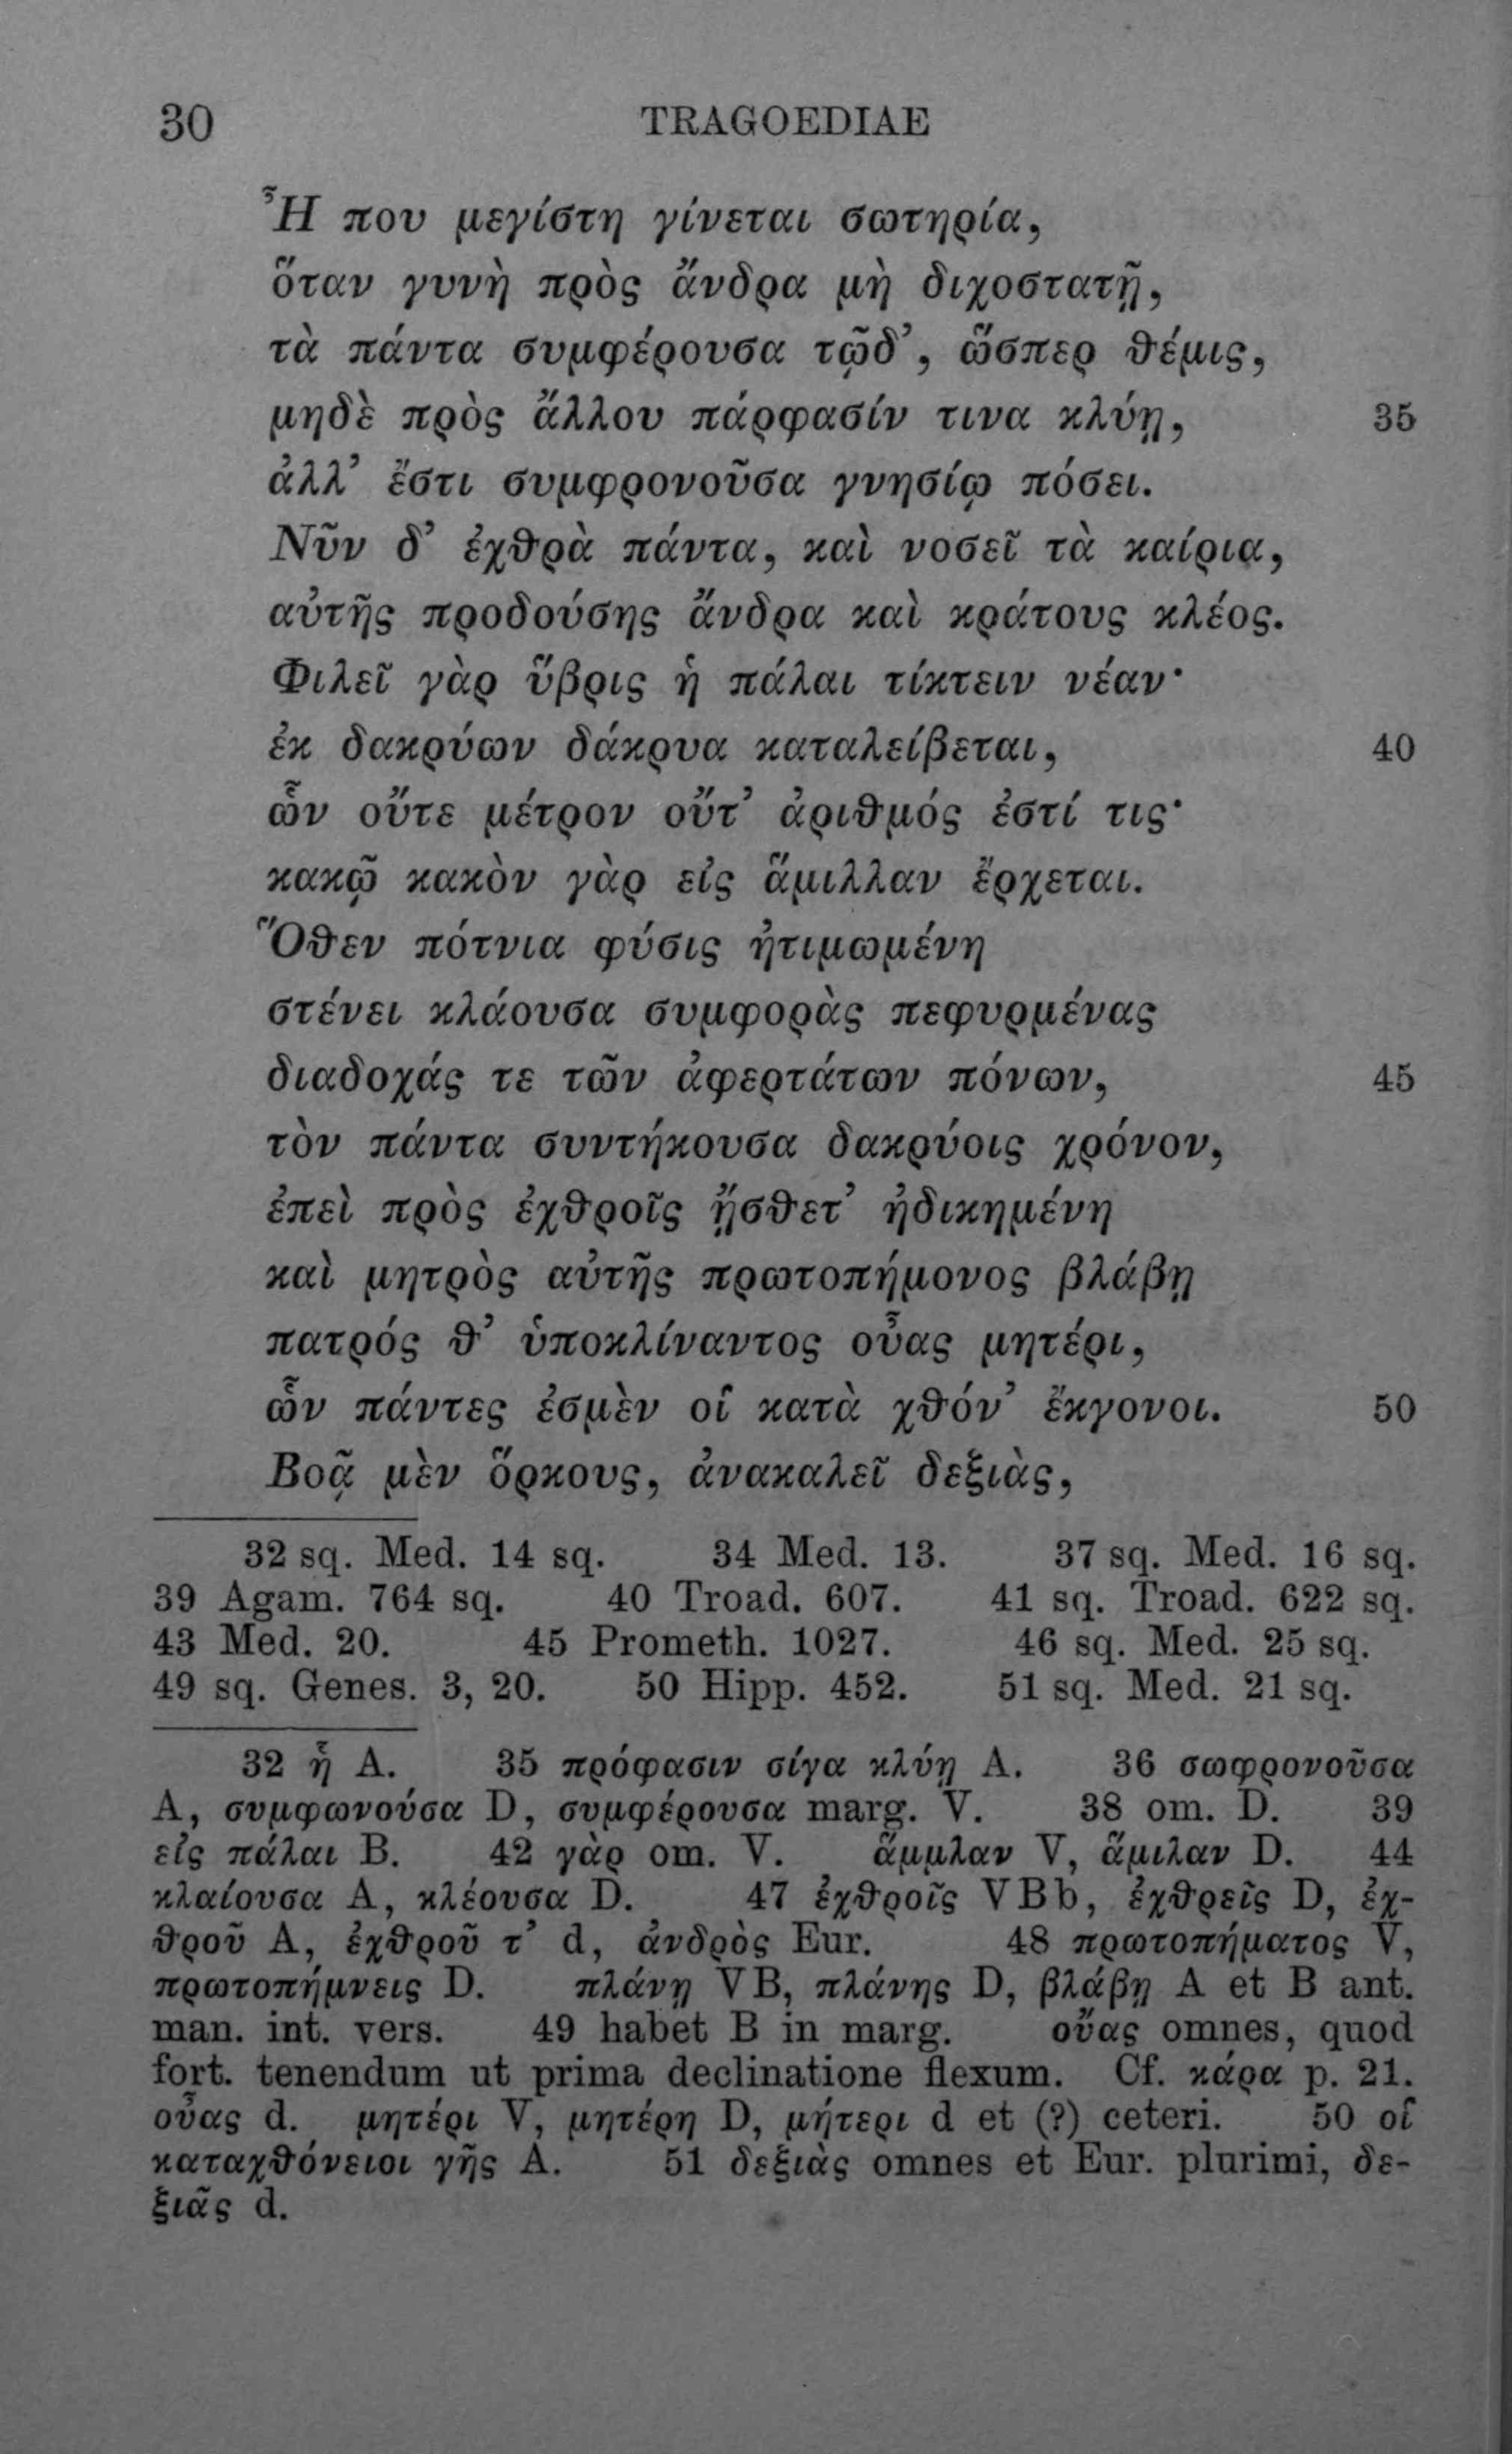 30 TRAGOEDIAE
Ἦ που μεγίστη γίνεται σωτηρία,
ὅταν γυνὴ πρὸς ἄνδρα μὴ διχοστατῇ,
τὰ πάντα συμφέρουσα τῷδ’, ὥσπερ θέμις,
μηδὲ πρὸς ἄλλου πάρφασίν τινα κλύῃ, 35
ἀλλ’ ἔστι συμφρονοῦσα γνησίῳ πόσει.
Νῦν δ’ ἐχθρὰ πάντα, καὶ νοσεῖ τὰ καίρια,
αὐτῆς προδούσης ἄνδρα καὶ κράτους κλέος.
Φιλεῖ γὰρ ὕβρις ἡ πάλαι τίκτειν νέαν·
ἐκ δακρύων δάκρυα καταλείβεται, 40
ὧν οὔτε μέτρον οὔτ’ ἀριθμός ἐστί τις·
κακῷ κακὸν γὰρ εἰς ἅμιλλαν ἔρχεται.
Ὅθεν πότνια φύσις ἠτιμωμένη
στένει κλάουσα συμφορὰς πεφυρμένας
διαδοχάς τε τῶν ἀφερτάτων πόνων, 45
τὸν πάντα συντήκουσα δακρύοις χρόνον,
ἐπεὶ πρὸς ἐχθροῖς ᾔσθετ’ ἠδικημένη
καὶ μητρὸς αὐτῆς πρωτοπήμονος βλάβῃ
πατρός θ’ ὑποκλίναντος οὖας μητέρι,
ὧν πάντες ἐσμὲν οἱ κατὰ χθόν’ ἔκγονοι. 50
Βοᾷ μὲν ὅρκους, ἀνακαλεῖ δεξιὰς,
32 sq. Med. 14 sq. 34 Med. 13. 37 sq. Med. 16 sq.
39 Agam. 764 sq. 40 Troad. 607. 41 sq. Troad. 622 sq.
43 Med. 20. 45 Prometh. 1027. 46 sq. Med. 25 sq.
49 sq. Genes. 3, 20. 50 Hipp. 452. 51 sq. Med. 21 sq.
32 ἦ A. 35 πρόφασιν σίγα κλύῃ A. 36 σωφρονοῦσα
A, συμφωνούσα D, συμφέρουσα marg. V. 38 om. D. 39
εἰς πάλαι B. 42 γὰρ om. V. ἅμμλαν V, ἅμιλαν D. 44
κλαίουσα A, κλέουσα D. 47 ἐχθροῖς VBb, ἐχθρεῖς D, ἐχ-
θροῦ A, ἐχθροῦ τ’ d, ἀνδρὸς Eur. 48 πρωτοπήματος V,
πρωτοπήμνεις D. πλάνῃ VB, πλάνης D, βλάβῃ A et B ant.
man. int. vers. 49 habet B in marg. οὔας omnes, quod
fort. tenendum ut prima declinatione flexum. Cf. κάρα p. 21.
οὖας d. μητέρι V, μητέρη D, μήτερι d et (?) ceteri. 50 οἱ
καταχθόνειοι γῆς A. 51 δεξιὰς omnes et Eur. plurimi, δε-
ξιᾶς d.